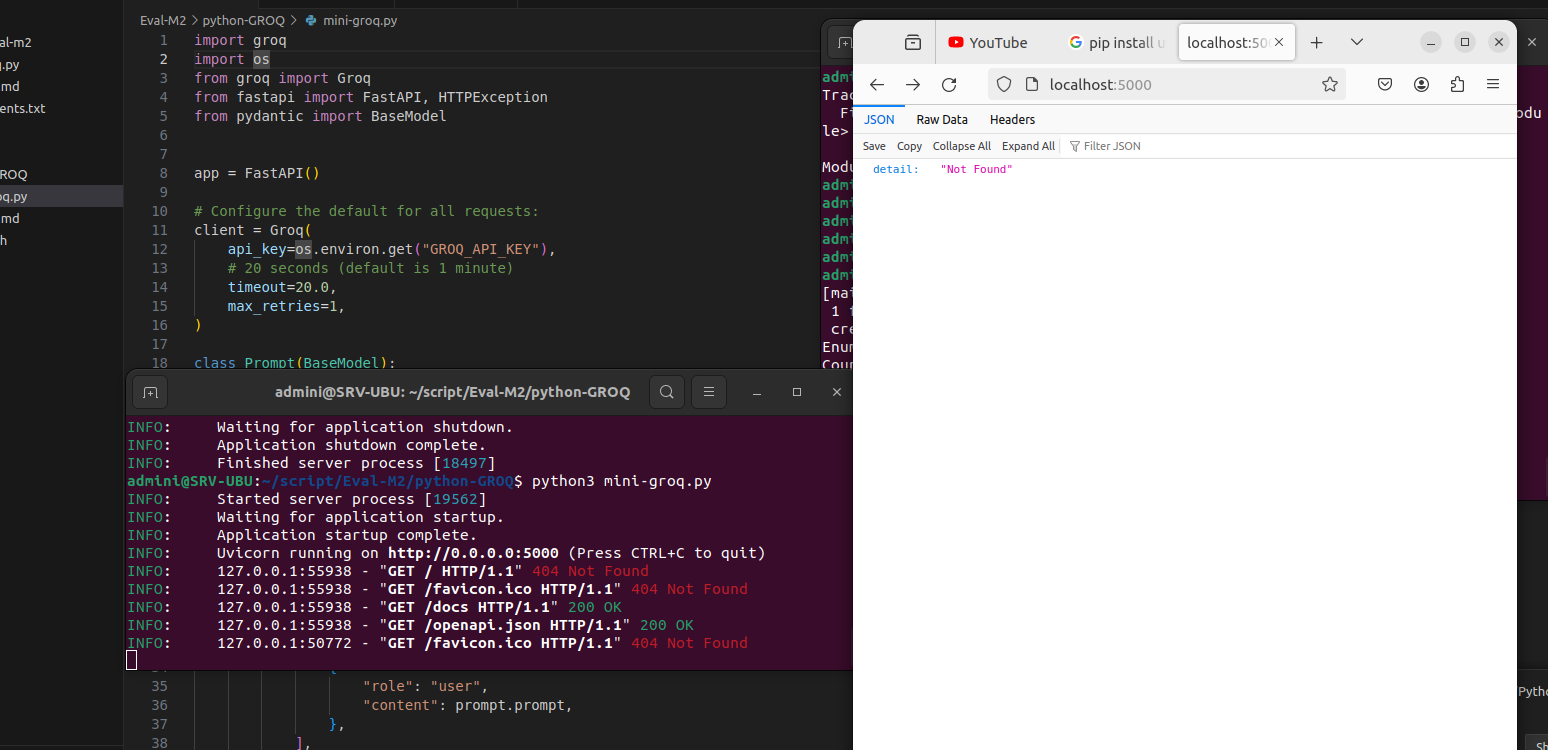 Eval-M2 > python-GROQ > mini-groq.py
al-m2
q.py
md
ents.txt
ROQ
oq.py
md
h
1 import groq
2 import os
3 from groq import Groq
4 from fastapi import FastAPI, HTTPException
5 from pydantic import BaseModel
6
7
8 app = FastAPI()
9
10 # Configure the default for all requests:
11 client = Groq(
12 api_key=os.environ.get("GROQ_API_KEY"),
13 # 20 seconds (default is 1 minute)
14 timeout=20.0,
15 max_retries=1,
16 )
17
18 class Prompt(BaseModel):
admini@SRV-UBU: ~/script/Eval-M2/python-GROQ
INFO: Waiting for application shutdown.
INFO: Application shutdown complete.
INFO: Finished server process [18497]
admini@SRV-UBU:~/script/Eval-M2/python-GROQ$ python3 mini-groq.py
INFO: Started server process [19562]
INFO: Waiting for application startup.
INFO: Application startup complete.
INFO: Uvicorn running on http://0.0.0.0:5000 (Press CTRL+C to quit)
INFO: 127.0.0.1:55938 - "GET / HTTP/1.1" 404 Not Found
INFO: 127.0.0.1:55938 - "GET /favicon.ico HTTP/1.1" 404 Not Found
INFO: 127.0.0.1:55938 - "GET /docs HTTP/1.1" 200 OK
INFO: 127.0.0.1:55938 - "GET /openapi.json HTTP/1.1" 200 OK
INFO: 127.0.0.1:50772 - "GET /favicon.ico HTTP/1.1" 404 Not Found
35 "role": "user",
36 "content": prompt.prompt,
37 },
38 ],
admi
Trac
Fi
le>
Modu
admi
admi
admi
admi
admi
admi
[mai
1
cre
Enum
Coun
odu
YouTube
pip install u
localhost:500
localhost:5000
JSON Raw Data Headers
Save Copy Collapse All Expand All Filter JSON
detail: "Not Found"
Pytho
Sh